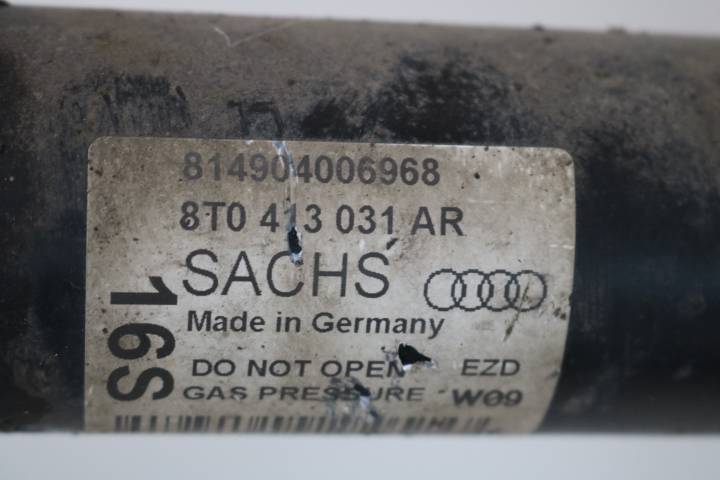 814904006968
8T0 413 031 AR
SACHS
Made in Germany
16S
DO NOT OPEN EZD
GAS PRESSURE W09